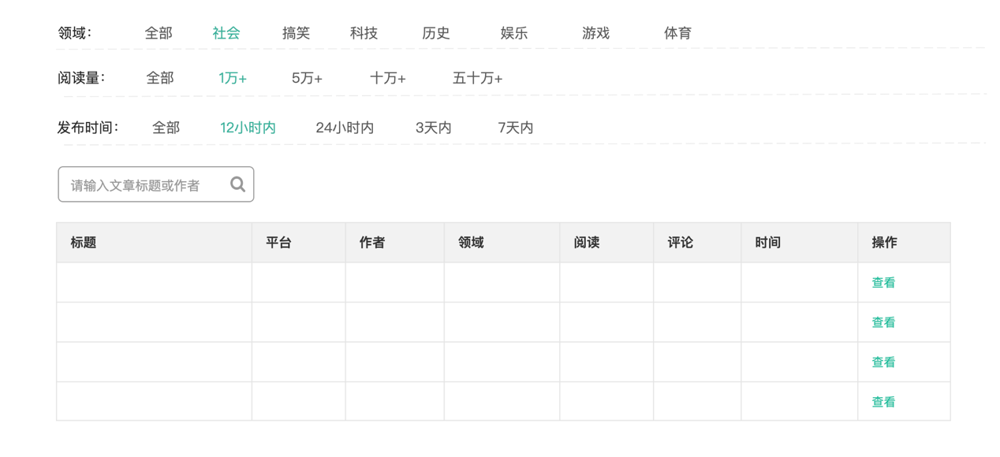 领域： 全部 社会 搞笑 科技 历史 娱乐 游戏 体育
阅读量： 全部 1万+ 5万+ 十万+ 五十万+
发布时间： 全部 12小时内 24小时内 3天内 7天内
请输入文章标题或作者
标题 平台 作者 领域 阅读 评论 时间 操作
查看
查看
查看
查看